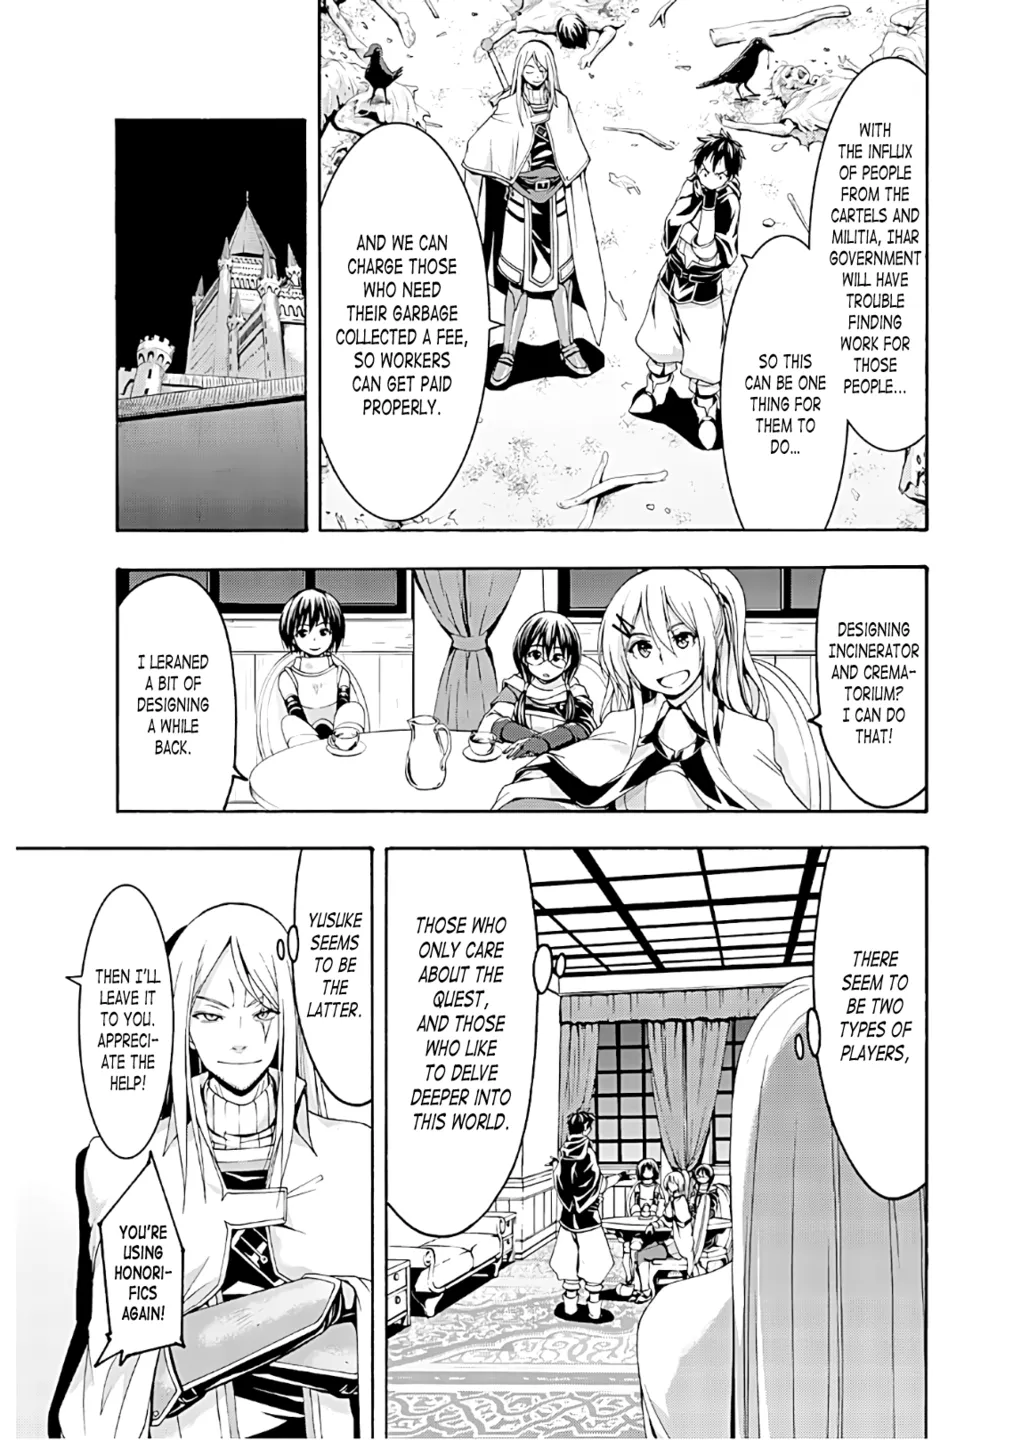 WITH
THE INFLUX
OF PEOPLE
FROM THE
CARTELS AND
MILITIA, IHAR
GOVERNMENT
WILL HAVE
TROUBLE
FINDING
WORK FOR
THOSE
PEOPLE...
SO THIS
CAN BE ONE
THING FOR
THEM TO
DO...
AND WE CAN
CHARGE THOSE
WHO NEED
THEIR GARBAGE
COLLECTED A FEE,
SO WORKERS
CAN GET PAID
PROPERLY.
DESIGNING
INCINERATOR
AND CREMA-
TORIUM?
I CAN DO
THAT!
I LERANED
A BIT OF
DESIGNING
A WHILE
BACK.
THERE
SEEM TO
BE TWO
TYPES OF
PLAYERS,
THOSE WHO
ONLY CARE
ABOUT THE
QUEST,
AND THOSE
WHO LIKE
TO DELVE
DEEPER INTO
THIS WORLD.
YUSUKE
SEEMS
TO BE
THE
LATTER.
THEN I'LL
LEAVE IT
TO YOU.
APPRECI-
ATE THE
HELP!
YOU'RE
USING
HONORI-
FICS
AGAIN!